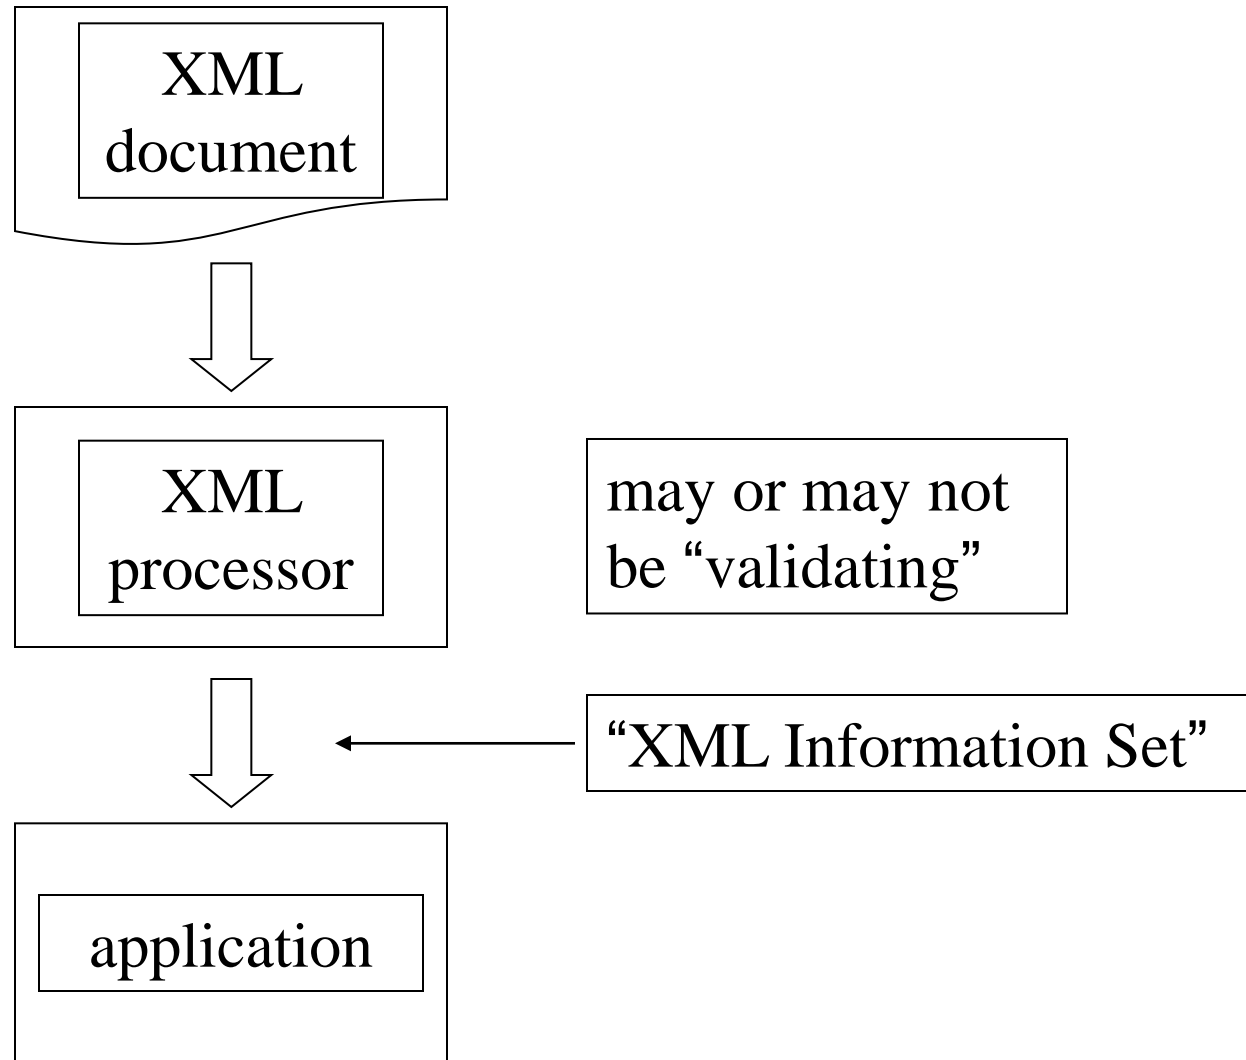 XML
document
XML
processor
may or may not
be “validating”
“XML Information Set”
application